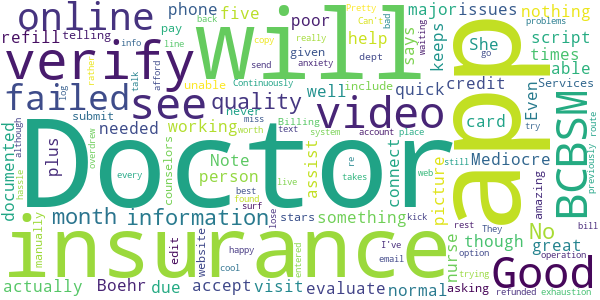 online phone five poor major issues nothing
verify Will app
refill telling pay help says keeps She script able times go
back line Can't Pretty bad problems
failed see quality video BCBSM
info rather afford dept anxiety really copy send waiting
given unable well include quick credit Even Services
log talk Continuously never Billing miss text system worth account place try
submit needed working connect card
documented plus Note person counselors assist Mediocre
although hassle every overdrew takes re web still previously route
Doctor
live picture
best found stars surf
month information something No though great nurse amazing
manually edit website happy cool entered lose I've email kick They option rest trying bill
insurance Good
actually Boehr due accept visit evaluate normal asking
refunded operation exhaustion